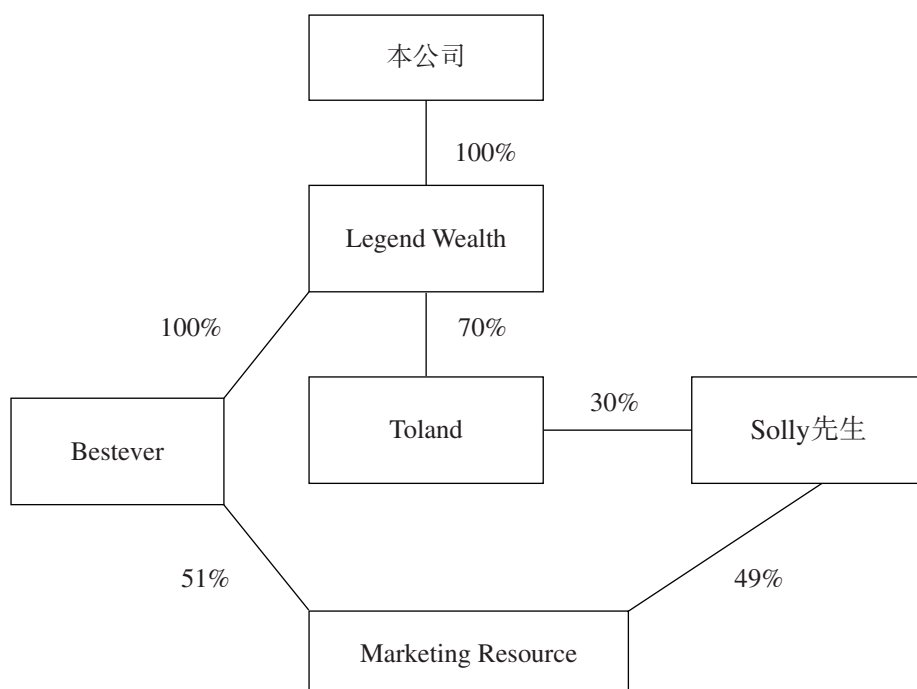 本公司
100%
Legend Wealth
100%
70%
Toland
30%
Solly先生
Bestever
51%
49%
Marketing Resource